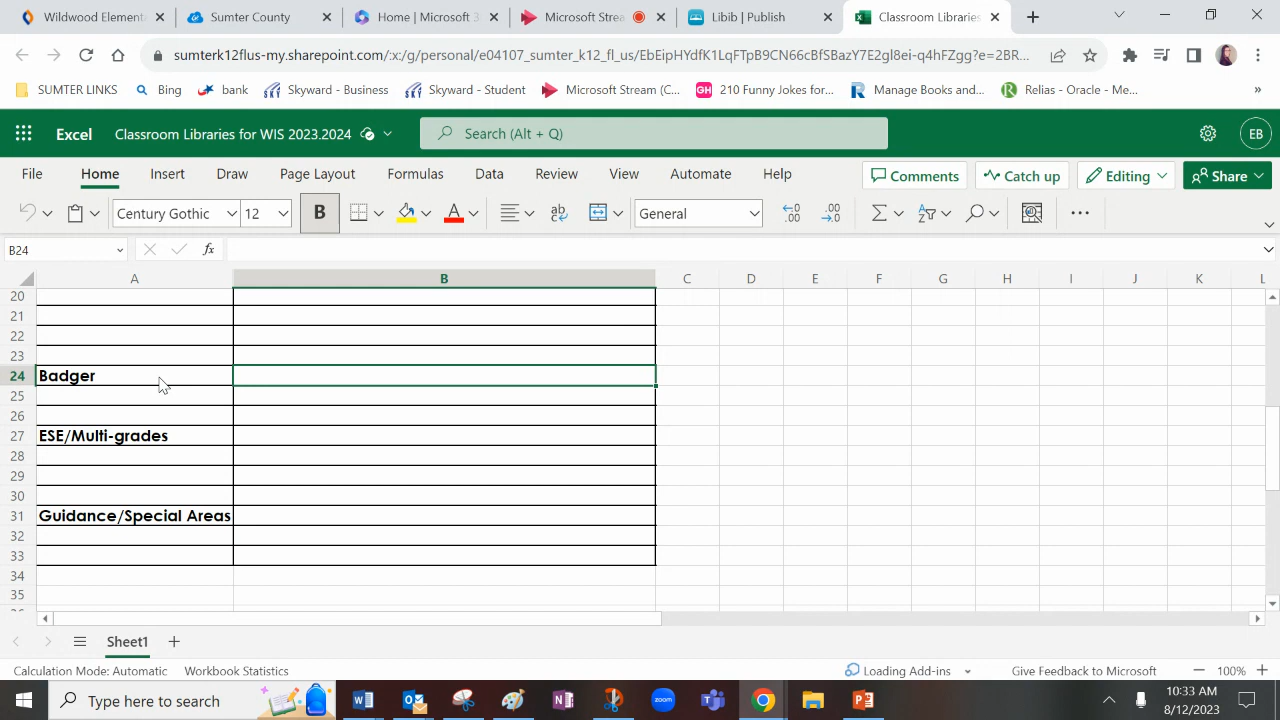 Wildwood Element
Sumter County
Home | Microsoft 3
Microsoft Strea
Libib | Publish
Classroom Libraries
sumterk12flus-my.sharepoint.com/:x:/g/personal/e04107_sumter_k12_fl_us/EbEipHYdfK1LqFTpB9CN66cBfSBazY7E2gl8ei-q4hFZgg?e=2BR...
SUMTER LINKS
Bing
bank
Skyward - Business
Skyward - Student
Microsoft Stream (C...
GH 210 Funny Jokes for...
Manage Books and...
Relias - Oracle - Me...
»
Excel
Classroom Libraries for WIS 2023.2024
Search (Alt + Q)
EB
File Home Insert Draw Page Layout Formulas Data Review View Automate Help
Comments
Catch up
Editing
Share
Century Gothic
12
B
A
ab
General
B24
fx
A B C D E F G H I J K L
20
21
22
23
24 Badger
25
26
27 ESE/Multi-grades
28
29
30
31 Guidance/Special Areas
32
33
34
35
Sheet1
Calculation Mode: Automatic
Workbook Statistics
Loading Add-ins
Give Feedback to Microsoft
100%
Type here to search
zoom
10:33 AM
8/12/2023